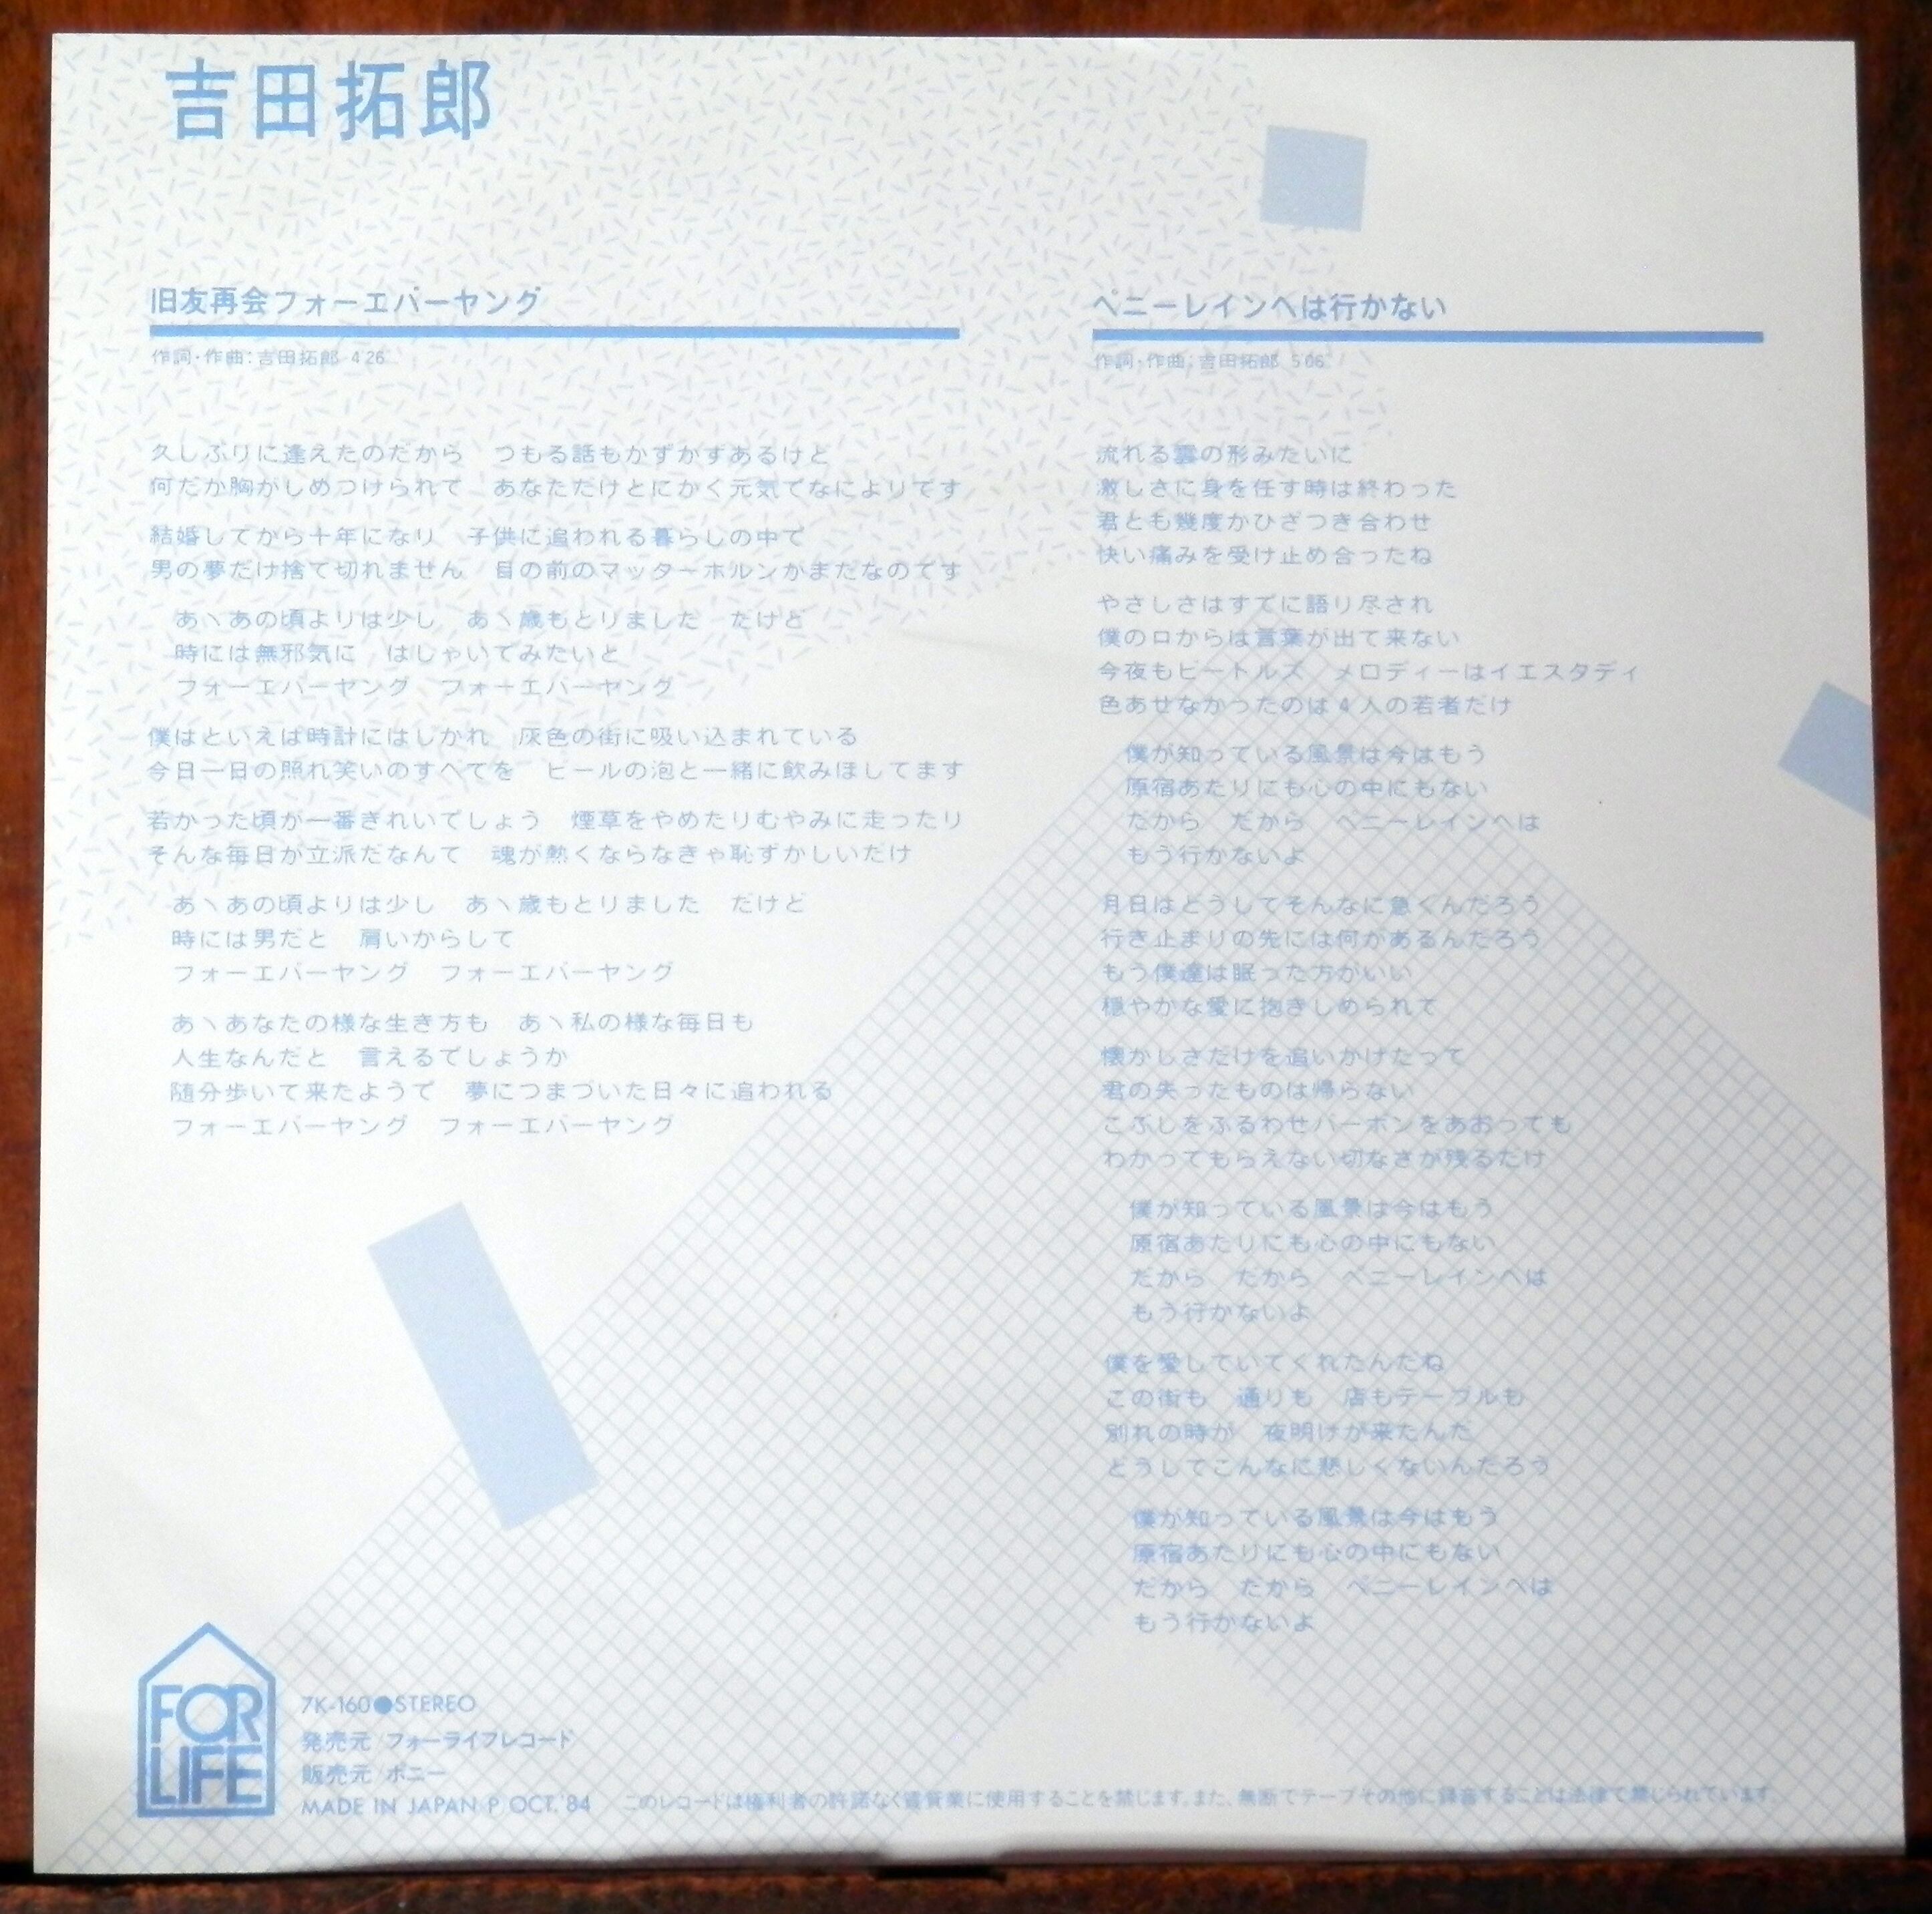 吉田拓郎
旧友再会フォーエバーヤング
作詞・作曲：吉田拓郎 4'26"
久しぶりに逢えたのだから　つもる話もかずかずあるけど
何だか胸がしめつけられて　あなただけとにかく元気でなによりです
結婚してから十年になり　子供に追われる暮らしの中で
男の夢だけ捨て切れません　目の前のマッターホルンがまだなのです
あヽあの頃よりは少し　あヽ歳もとりました　だけど
時には無邪気に　はしゃいでみたいと
フォーエバーヤング　フォーエバーヤング
僕はといえば時計にはじかれ　灰色の街に吸い込まれている
今日一日の照れ笑いのすべてを　ビールの泡と一緒に飲みほしてます
若かった頃が一番きれいでしょう　煙草をやめたりむやみに走ったり
そんな毎日が立派だなんて　魂が熱くならなきゃ恥ずかしいだけ
あヽあの頃よりは少し　あヽ歳もとりました　だけど
時には男だと　肩いからして
フォーエバーヤング　フォーエバーヤング
あヽあなたの様な生き方も　あヽ私の様な毎日も
人生なんだと　言えるでしょうか
随分歩いて来たようで　夢につまづいた日々に追われる
フォーエバーヤング　フォーエバーヤング
ペニーレインへは行かない
作詞・作曲：吉田拓郎 5'06"
流れる雲の形みたいに
激しさに身を任す時は終わった
君とも幾度かひざつき合わせ
快い痛みを受け止め合ったね
やさしさはすでに語り尽され
僕の口からは言葉が出て来ない
今夜もビートルズ　メロディーはイエスタデイ
色あせなかったのは4人の若者だけ
僕が知っている風景は今はもう
原宿あたりにも心の中にもない
だから　だから　ペニーレインへは
もう行かないよ
月日はどうしてそんなに急ぐんだろう
行き止まりの先には何があるんだろう
もう僕達は眠った方がいい
穏やかな愛に抱きしめられて
懐かしさだけを追いかけたって
君の失ったものは帰らない
こぶしをふるわせバーボンをあおっても
わかってもらえない切なさが残るだけ
僕が知っている風景は今はもう
原宿あたりにも心の中にもない
だから　だから　ペニーレインへは
もう行かないよ
僕を愛していてくれたんだね
この街も　通りも　店もテーブルも
別れの時が　夜明けが来たんだ
どうしてこんなに悲しくないんだろう
僕が知っている風景は今はもう
原宿あたりにも心の中にもない
だから　だから　ペニーレインへは
もう行かないよ
FOR
LIFE
7K-160●STEREO
発売元/フォーライフレコード
販売元/ポニー
MADE IN JAPAN P OCT.'84
このレコードは権利者の許諾なく賃貸業に使用することを禁じます。また、無断でテープその他に録音することは法律で禁じられています。